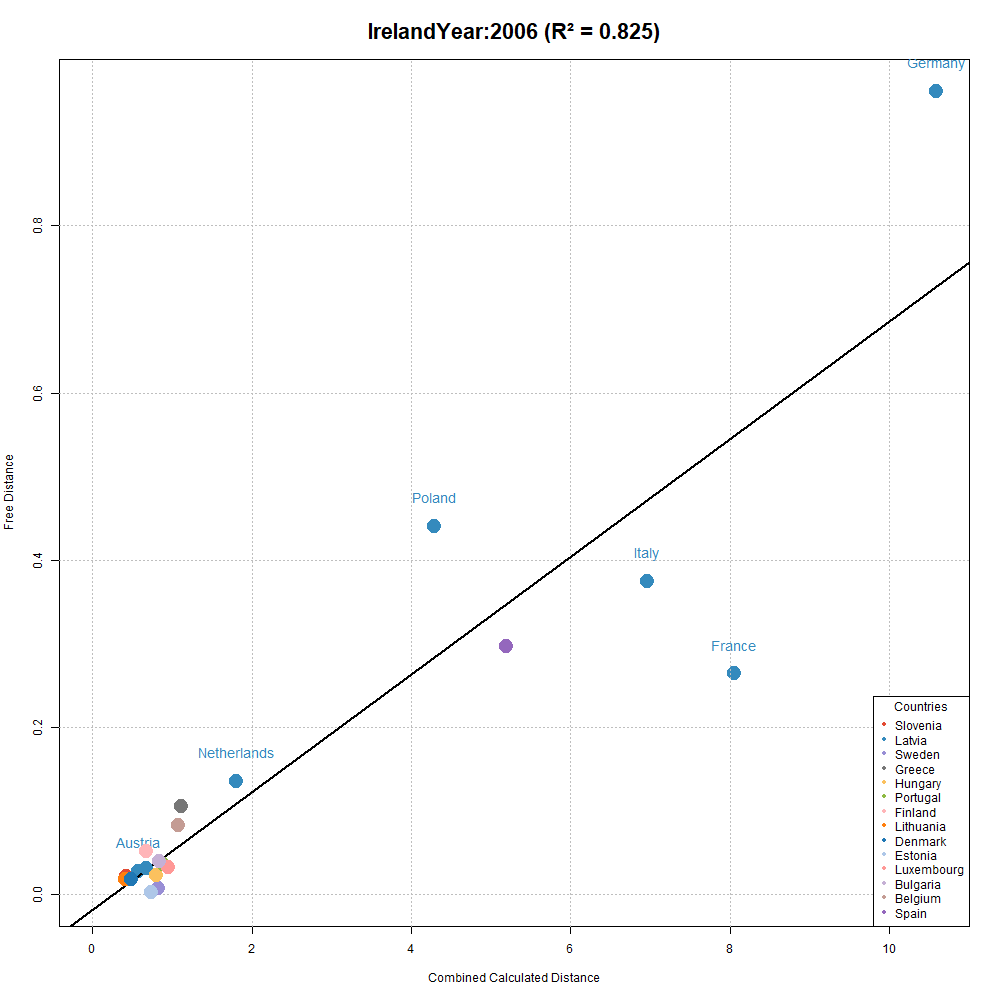 IrelandYear:2006 (R² = 0.825)
Germany
Poland
Italy
France
Netherlands
Austria
Free Distance
0.8
0.6
0.4
0.2
0.0
0 2 4 6 8 10
Combined Calculated Distance
Countries
Slovenia
Latvia
Sweden
Greece
Hungary
Portugal
Finland
Lithuania
Denmark
Estonia
Luxembourg
Bulgaria
Belgium
Spain